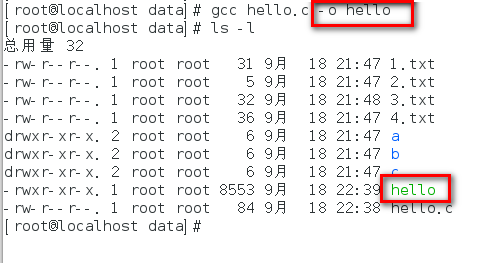 [root@localhost data]# gcc hello.c -o hello
[root@localhost data]# ls -l
总用量 32
-rw-r--r--. 1 root root   31 9月  18 21:47 1.txt
-rw-r--r--. 1 root root    5 9月  18 21:47 2.txt
-rw-r--r--. 1 root root   32 9月  18 21:48 3.txt
-rw-r--r--. 1 root root   36 9月  18 21:47 4.txt
drwxr-xr-x. 2 root root    6 9月  18 21:47 a
drwxr-xr-x. 2 root root    6 9月  18 21:47 b
drwxr-xr-x. 2 root root    6 9月  18 21:47 c
-rwxr-xr-x. 1 root root 8553 9月  18 22:39 hello
-rw-r--r--. 1 root root   84 9月  18 22:38 hello.c
[root@localhost data]#